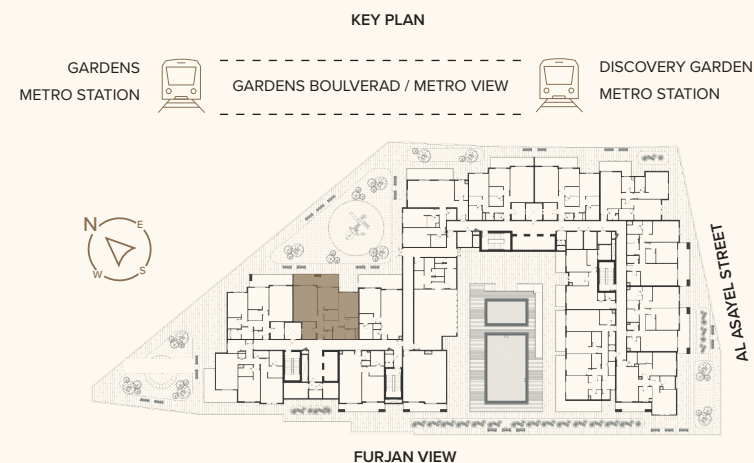 KEY PLAN
GARDENS
METRO STATION
GARDENS BOULVERAD / METRO VIEW
DISCOVERY GARDEN
METRO STATION
N
E
W
S
AL ASAYEL STREET
FURJAN VIEW